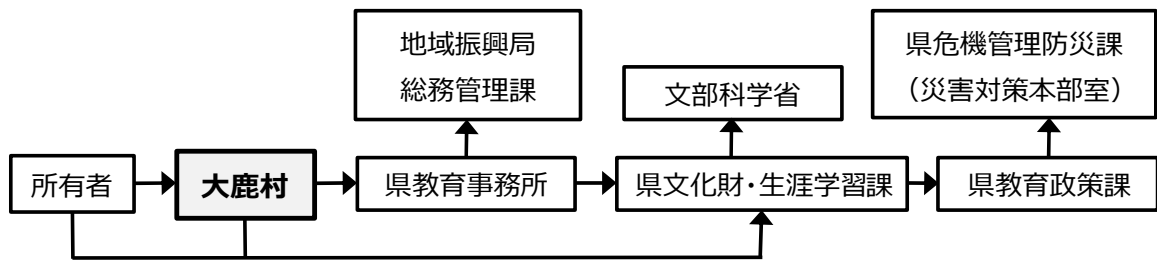 地域振興局
総務管理課
文部科学省
県危機管理防災課
（災害対策本部室）
所有者
大鹿村
県教育事務所
県文化財・生涯学習課
県教育政策課